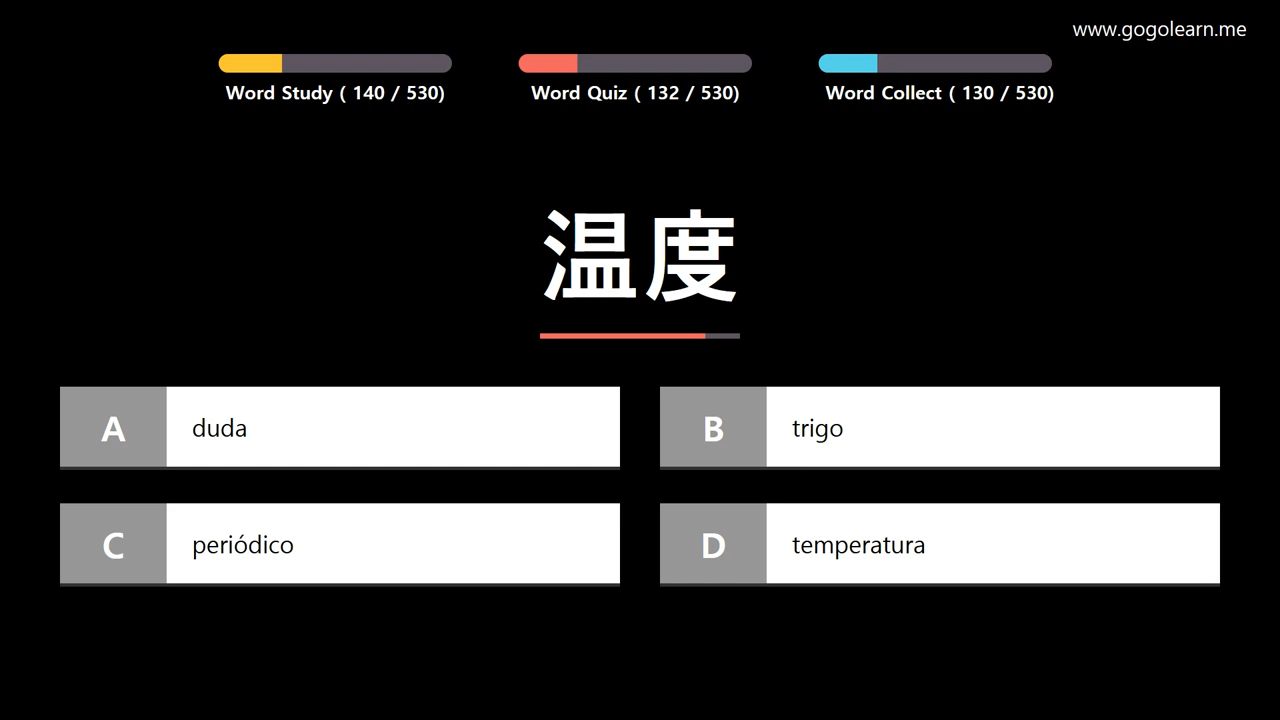 www.gogolearn.me
Word Study ( 140 / 530)
Word Quiz ( 132 / 530)
Word Collect ( 130 / 530)
温度
A duda
B trigo
C periódico
D temperatura